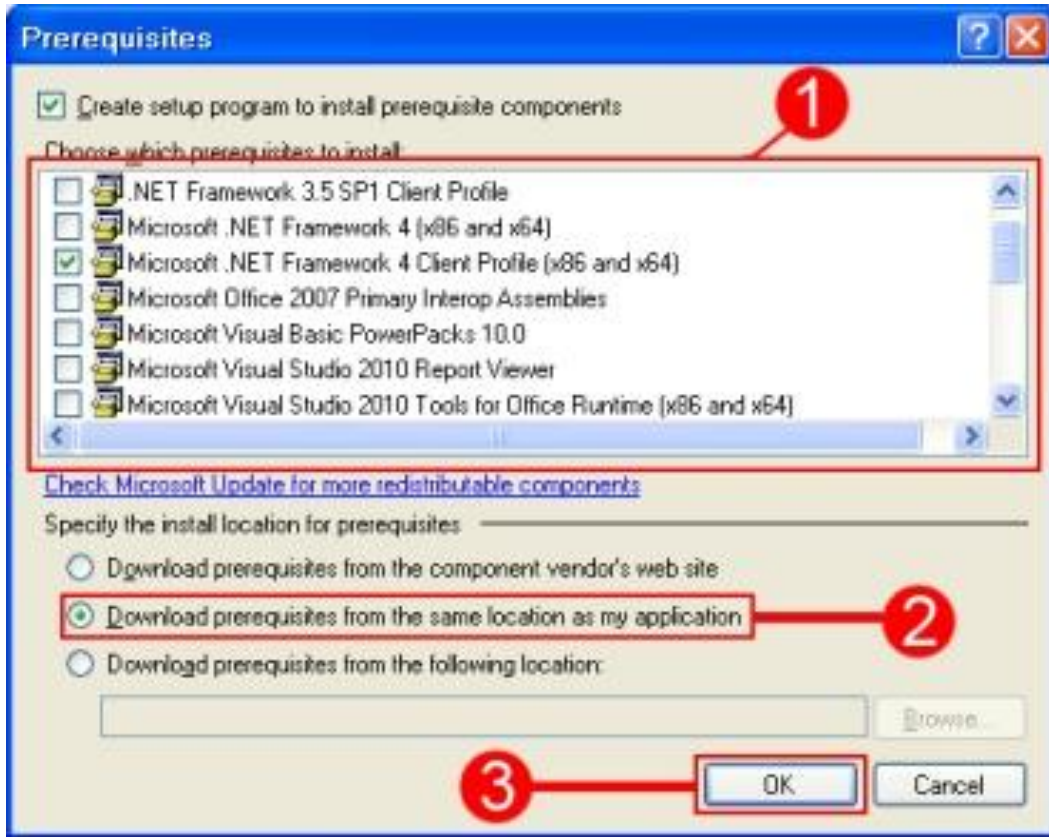 Prerequisites
Create setup program to install prerequisite components
1
Choose which prerequisites to install:
.NET Framework 3.5 SP1 Client Profile
Microsoft .NET Framework 4 (x86 and x64)
Microsoft .NET Framework 4 Client Profile (x86 and x64)
Microsoft Office 2007 Primary Interop Assemblies
Microsoft Visual Basic PowerPacks 10.0
Microsoft Visual Studio 2010 Report Viewer
Microsoft Visual Studio 2010 Tools for Office Runtime (x86 and x64)
Check Microsoft Update for more redistributable components
Specify the install location for prerequisites
Download prerequisites from the component vendor's web site
Download prerequisites from the same location as my application
2
Download prerequisites from the following location:
Browse...
3
OK
Cancel